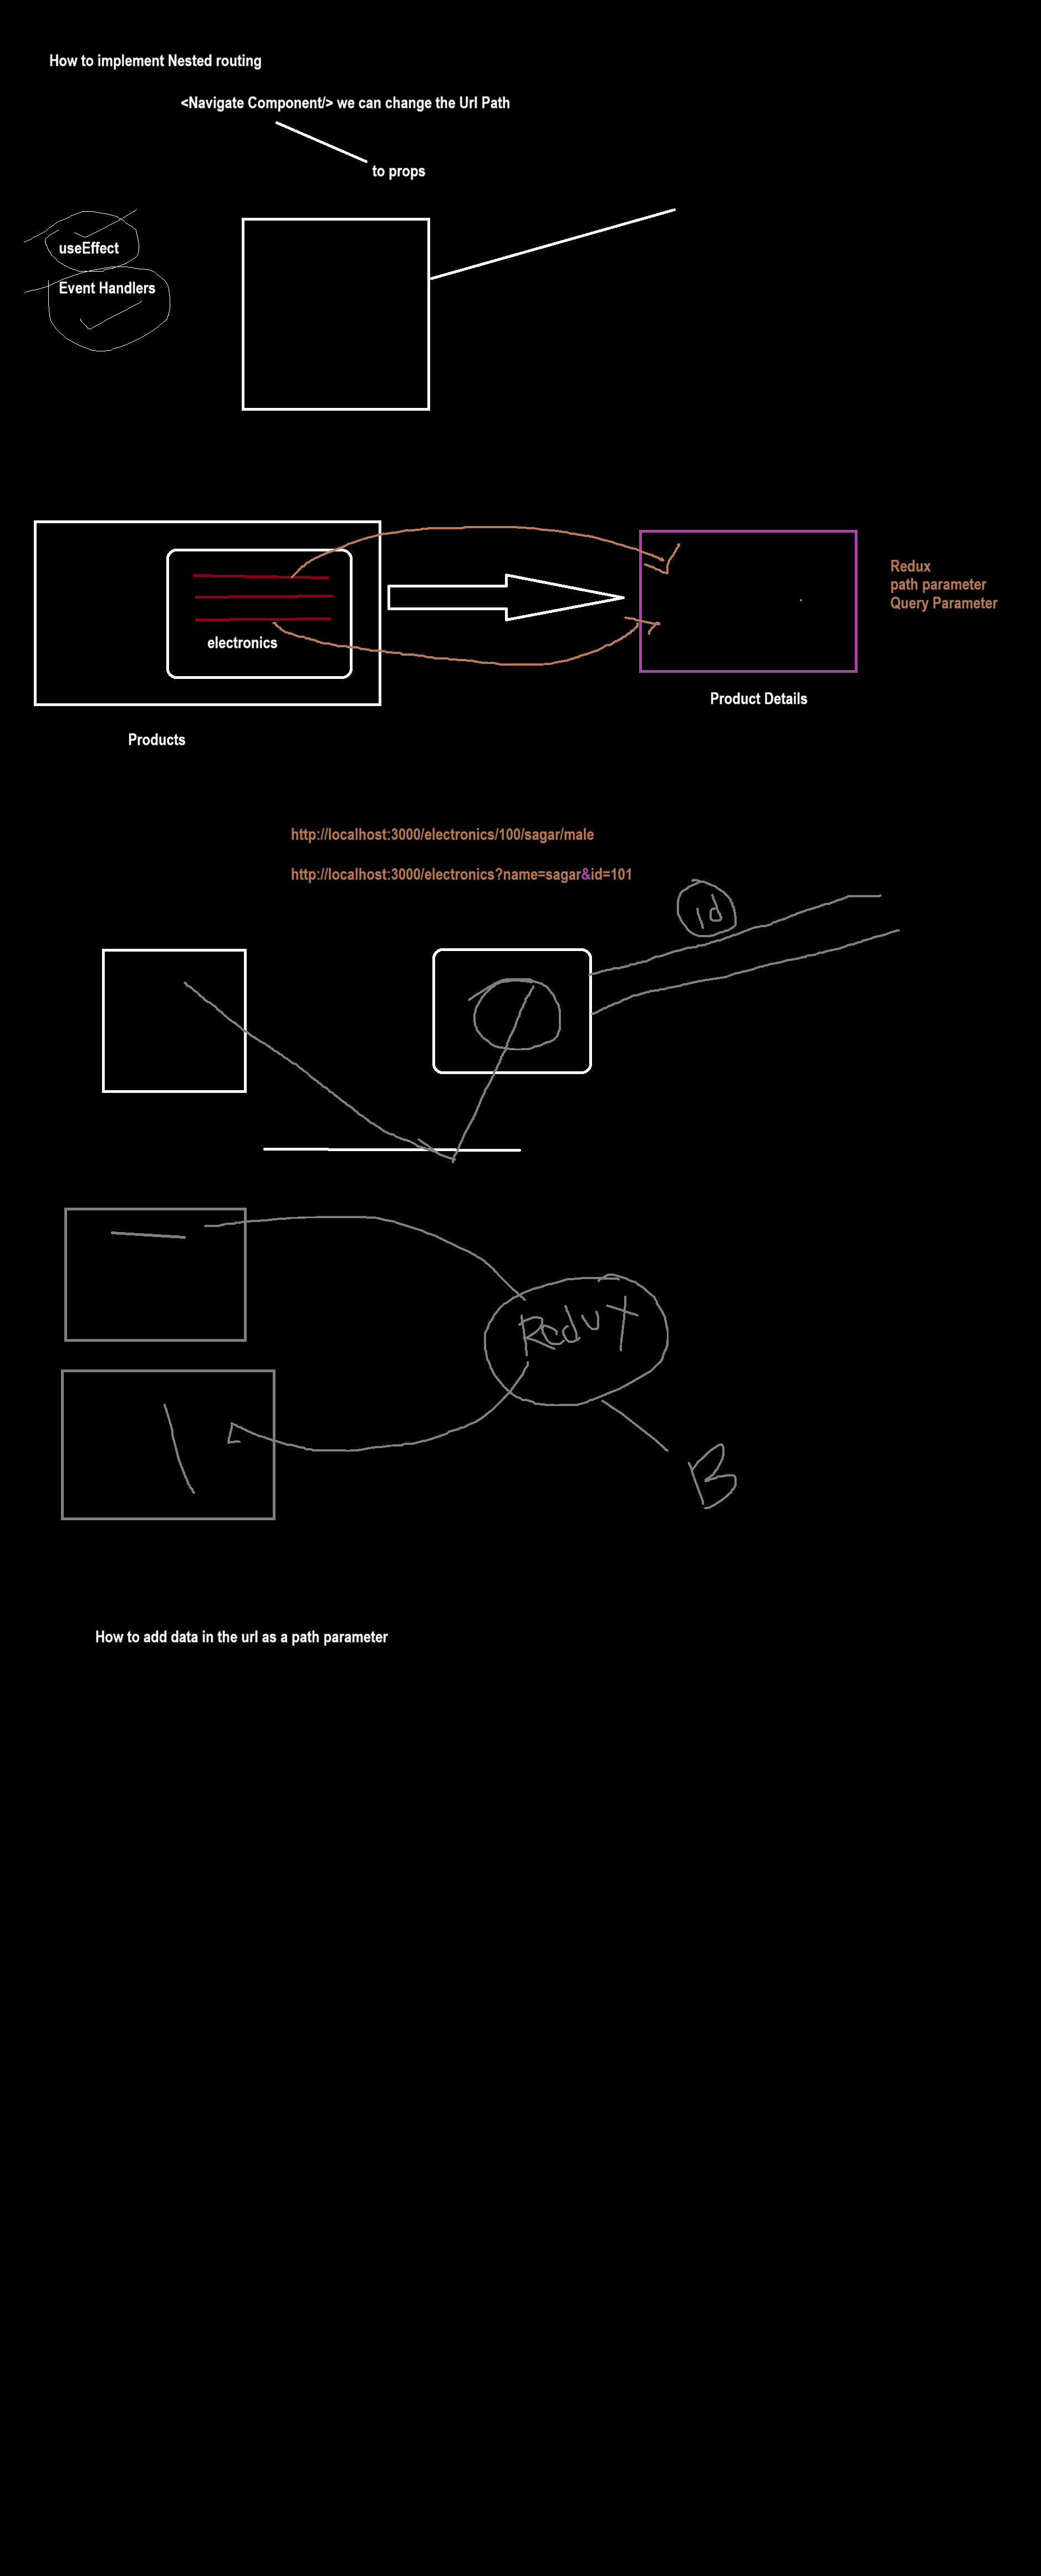 How to implement Nested routing
<Navigate Component/> we can change the Url Path
to props
useEffect
Event Handlers
Redux
path parameter
Query Parameter
electronics
Product Details
Products
http://localhost:3000/electronics/100/sagar/male
http://localhost:3000/electronics?name=sagar&id=101
id
Redux
B
How to add data in the url as a path parameter